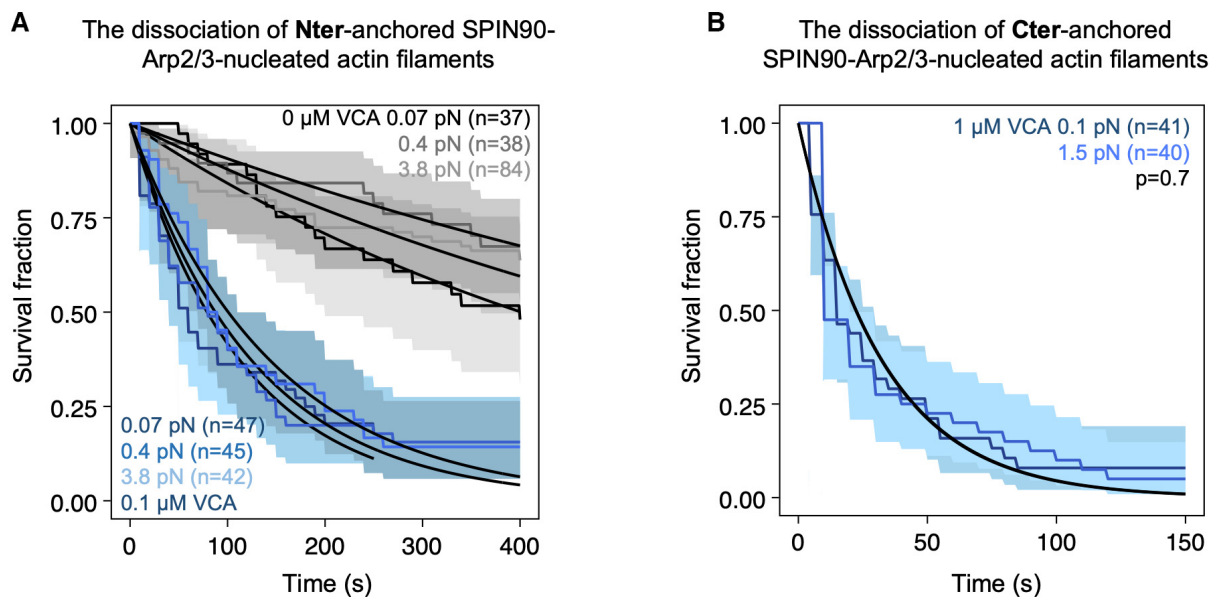 A
The dissociation of Nter-anchored SPIN90-
Arp2/3-nucleated actin filaments
Survival fraction
1.00
0.75
0.50
0.25
0.00
0 µM VCA 0.07 pN (n=37)
0.4 pN (n=38)
3.8 pN (n=84)
0.07 pN (n=47)
0.4 pN (n=45)
3.8 pN (n=42)
0.1 µM VCA
0 100 200 300 400
Time (s)
B
The dissociation of Cter-anchored
SPIN90-Arp2/3-nucleated actin filaments
Survival fraction
1.00
0.75
0.50
0.25
0.00
1 µM VCA 0.1 pN (n=41)
1.5 pN (n=40)
p=0.7
0 50 100 150
Time (s)